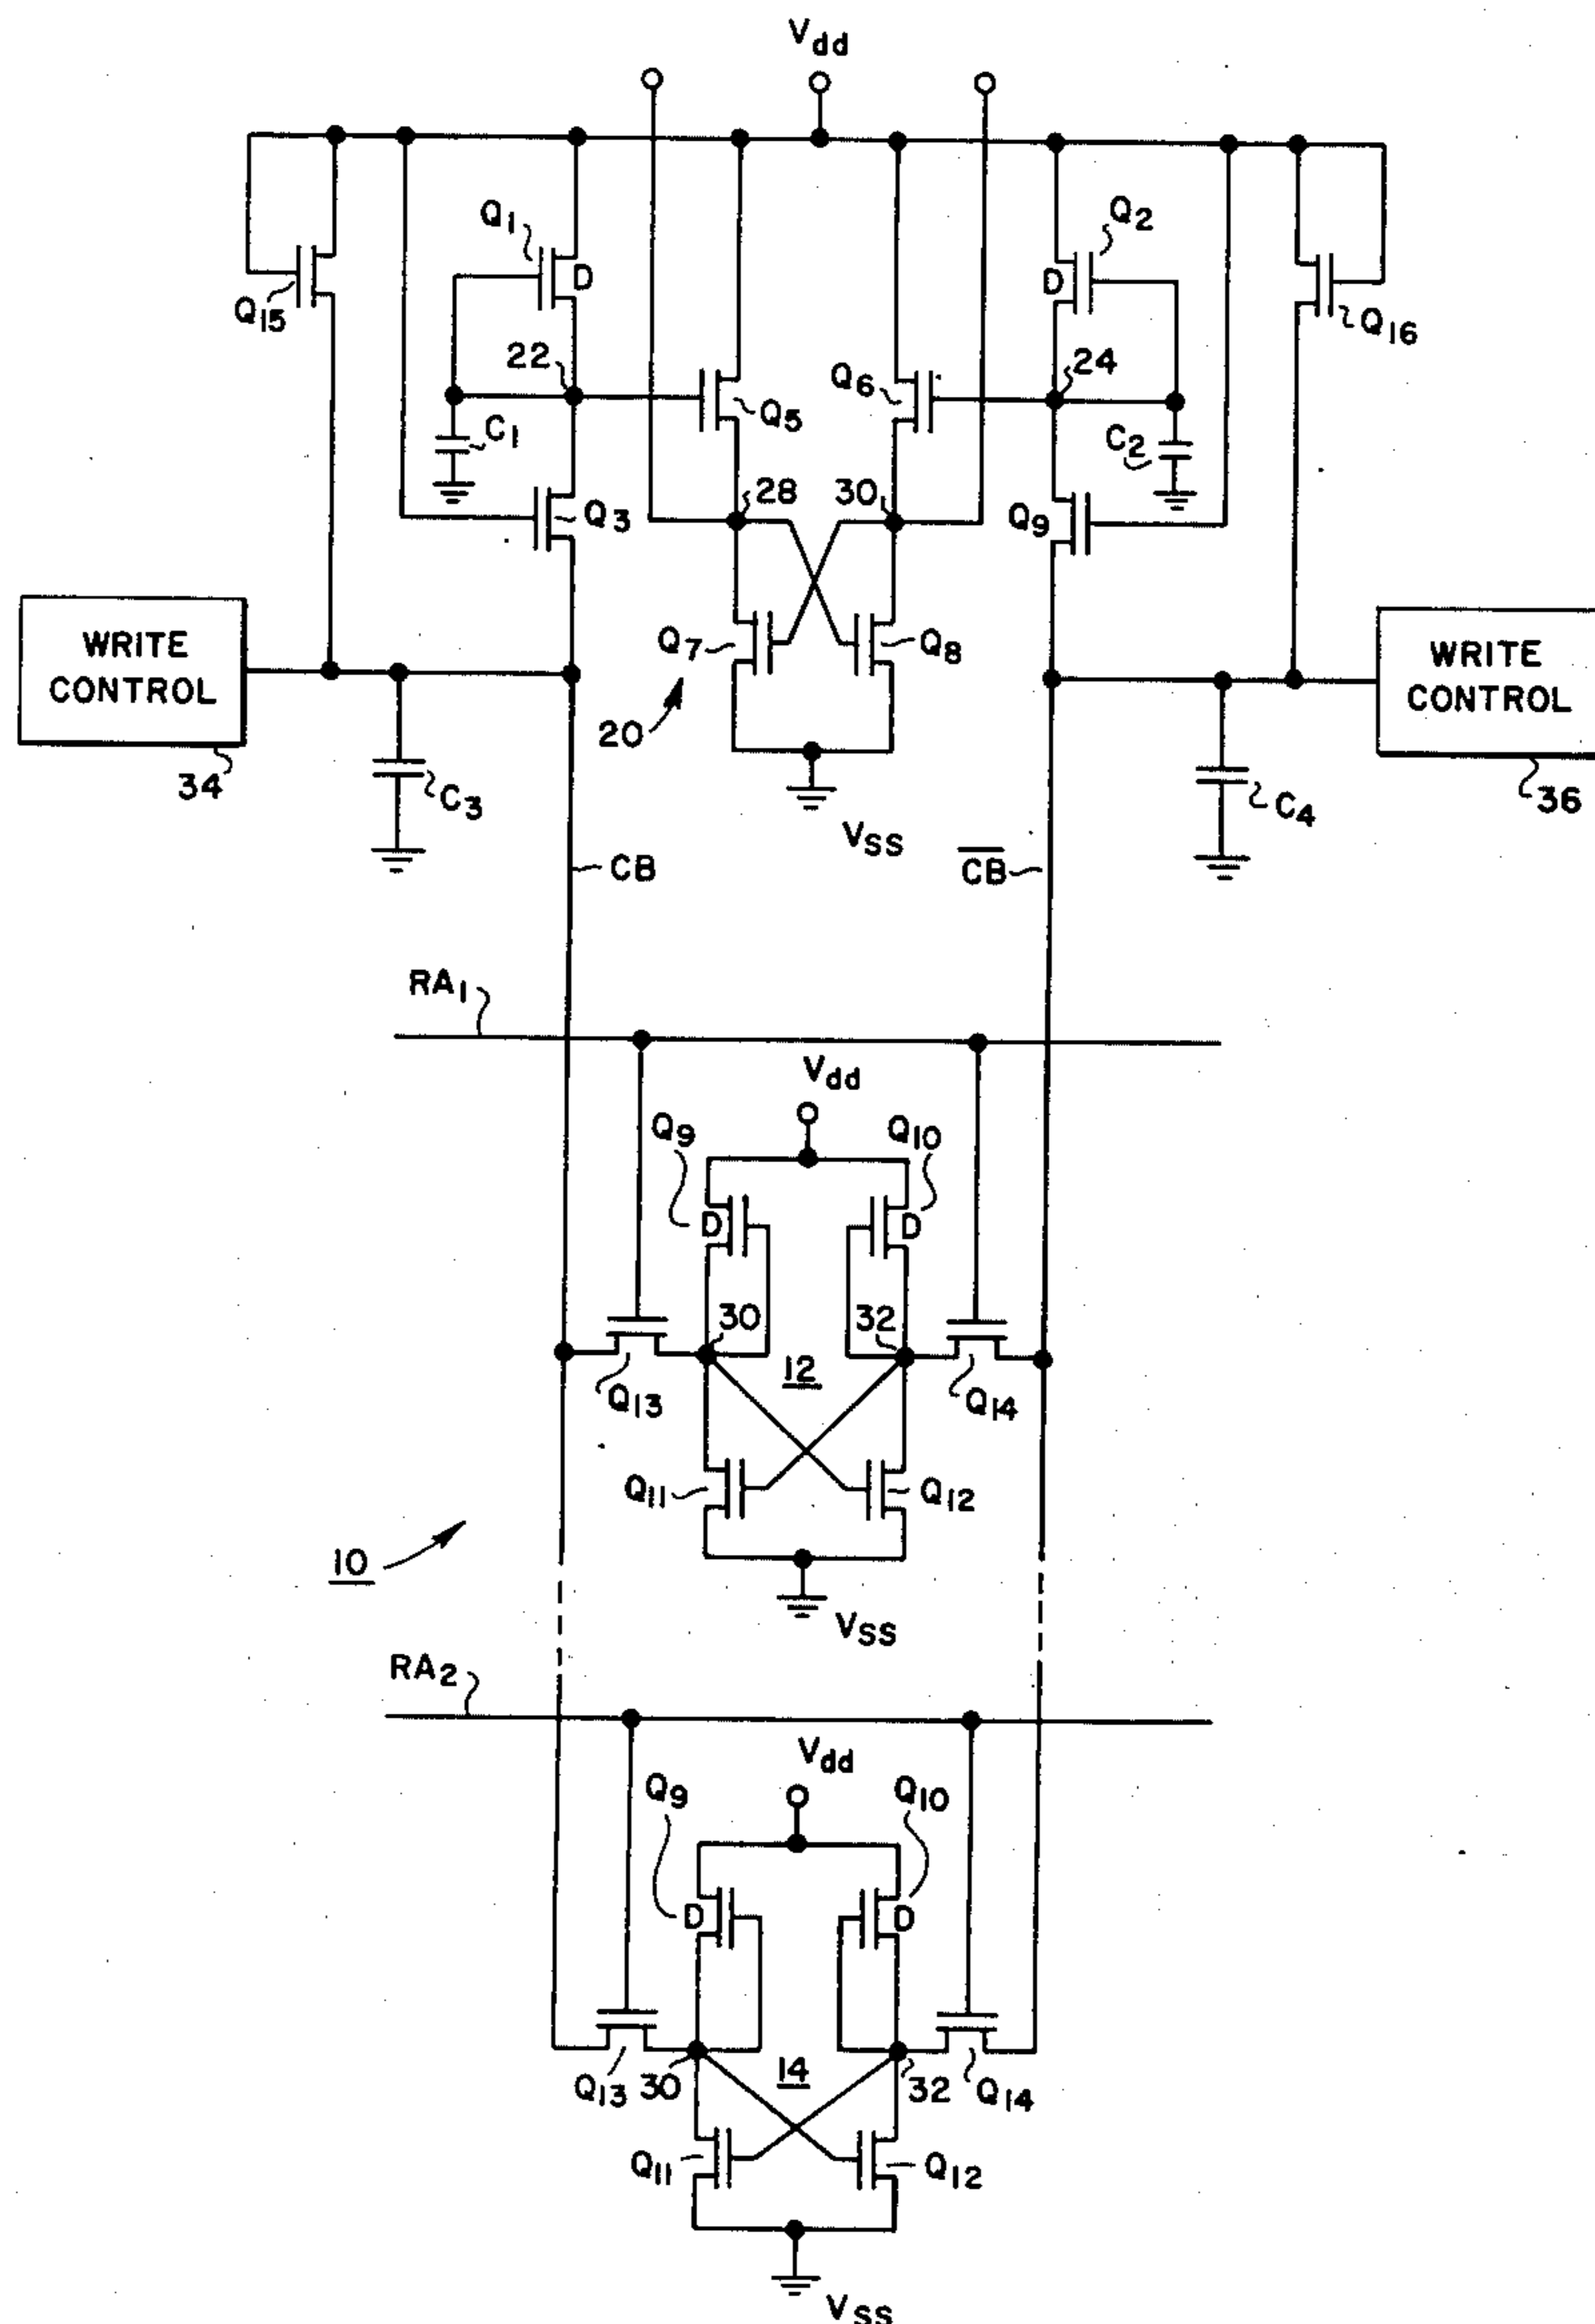 Vdd
Q1
Q2
D
D
Q15
Q16
22
24
Q5
Q6
C1
C2
28
30
Q3
Q9
WRITE
CONTROL
Q7
Q8
WRITE
CONTROL
20
34
C3
36
C4
VSS
CB
CB
RA1
Vdd
Q9
Q10
D
D
30
32
12
Q13
Q14
Q11
Q12
10
VSS
RA2
Vdd
Q9
Q10
D
D
Q13
30
14
32
Q14
Q11
Q12
VSS